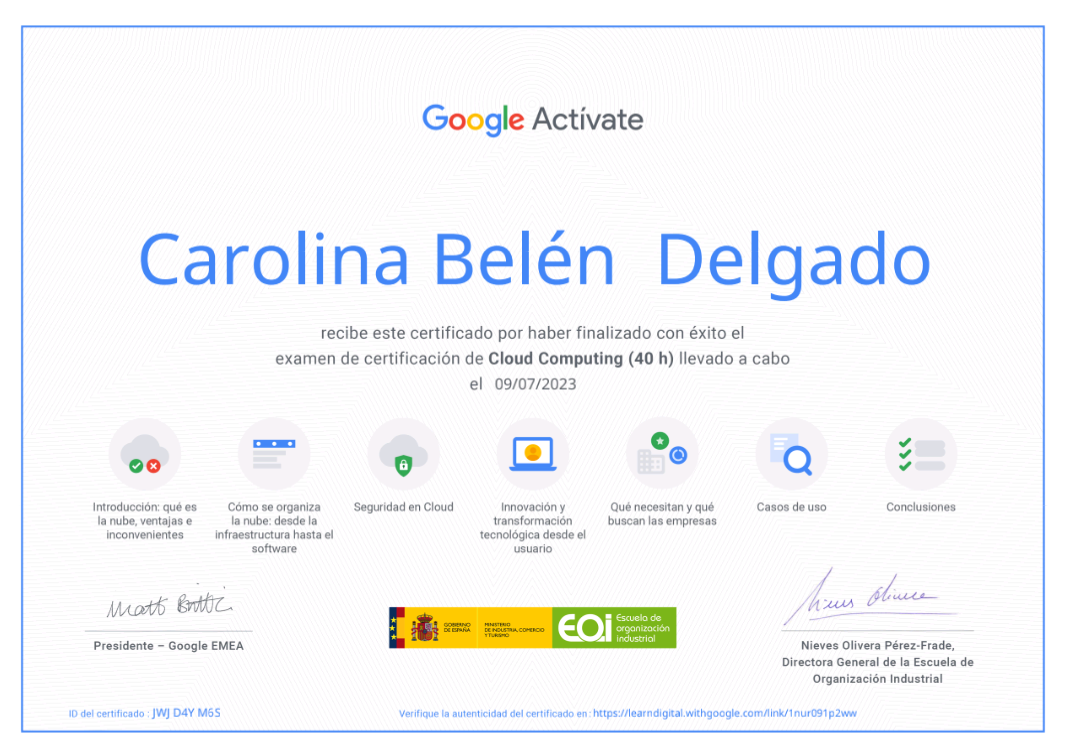 Google Actívate
Carolina Belén Delgado
recibe este certificado por haber finalizado con éxito el
examen de certificación de Cloud Computing (40 h) llevado a cabo
el 09/07/2023
Introducción: qué es
la nube, ventajas e
inconvenientes
Cómo se organiza
la nube: desde la
infraestructura hasta el
software
Seguridad en Cloud
Innovación y
transformación
tecnológica desde el
usuario
Qué necesitan y qué
buscan las empresas
Casos de uso
Conclusiones
Matt Brittin
Presidente – Google EMEA
GOBIERNO
DE ESPAÑA
MINISTERIO
DE INDUSTRIA, COMERCIO
Y TURISMO
EOI
Escuela de
organización
industrial
Nieves Olivera
Nieves Olivera Pérez-Frade,
Directora General de la Escuela de
Organización Industrial
ID del certificado : JWJ D4Y M6S
Verifique la autenticidad del certificado en : https://learndigital.withgoogle.com/link/1nur091p2ww